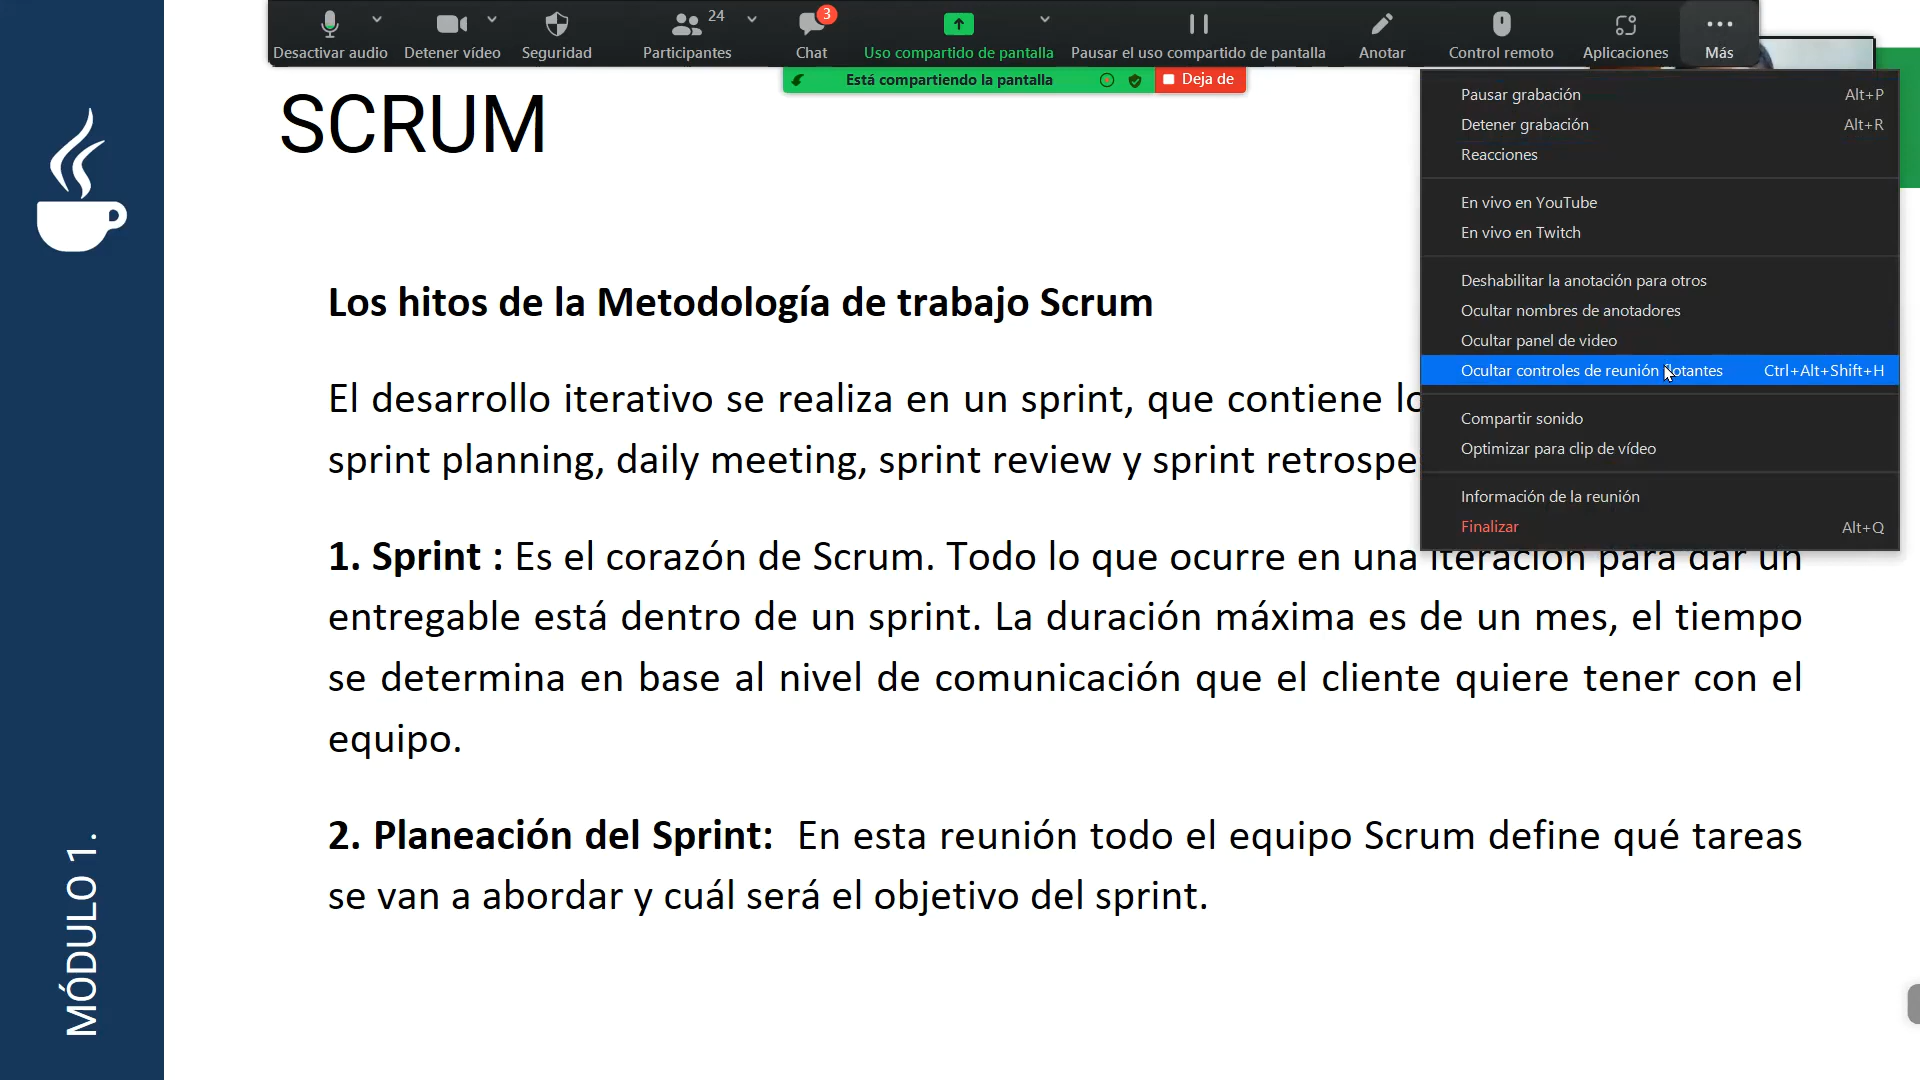 24
3
Desactivar audio
Detener vídeo
Seguridad
Participantes
Chat
Uso compartido de pantalla
Pausar el uso compartido de pantalla
Anotar
Control remoto
Aplicaciones
Más
Está compartiendo la pantalla
Deja de
Pausar grabación Alt+P
Detener grabación Alt+R
Reacciones
En vivo en YouTube
En vivo en Twitch
Deshabilitar la anotación para otros
Ocultar nombres de anotadores
Ocultar panel de video
Ocultar controles de reunión flotantes Ctrl+Alt+Shift+H
Compartir sonido
Optimizar para clip de vídeo
Información de la reunión
Finalizar Alt+Q
SCRUM
Los hitos de la Metodología de trabajo Scrum
El desarrollo iterativo se realiza en un sprint, que contiene
sprint planning, daily meeting, sprint review y sprint
1. Sprint : Es el corazón de Scrum. Todo lo que ocurre en una iteración para dar un
entregable está dentro de un sprint. La duración máxima es de un mes, el tiempo
se determina en base al nivel de comunicación que el cliente quiere tener con el
equipo.
2. Planeación del Sprint: En esta reunión todo el equipo Scrum define qué tareas
se van a abordar y cuál será el objetivo del sprint.
MÓDULO 1.